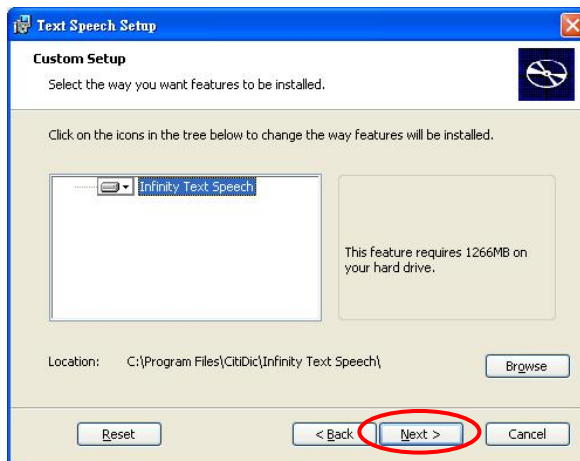 Text Speech Setup
Custom Setup
Select the way you want features to be installed.
Click on the icons in the tree below to change the way features will be installed.
Infinity Text Speech
This feature requires 1266MB on
your hard drive.
Location: C:\Program Files\CitiDic\Infinity Text Speech\
Browse
Reset < Back Next > Cancel